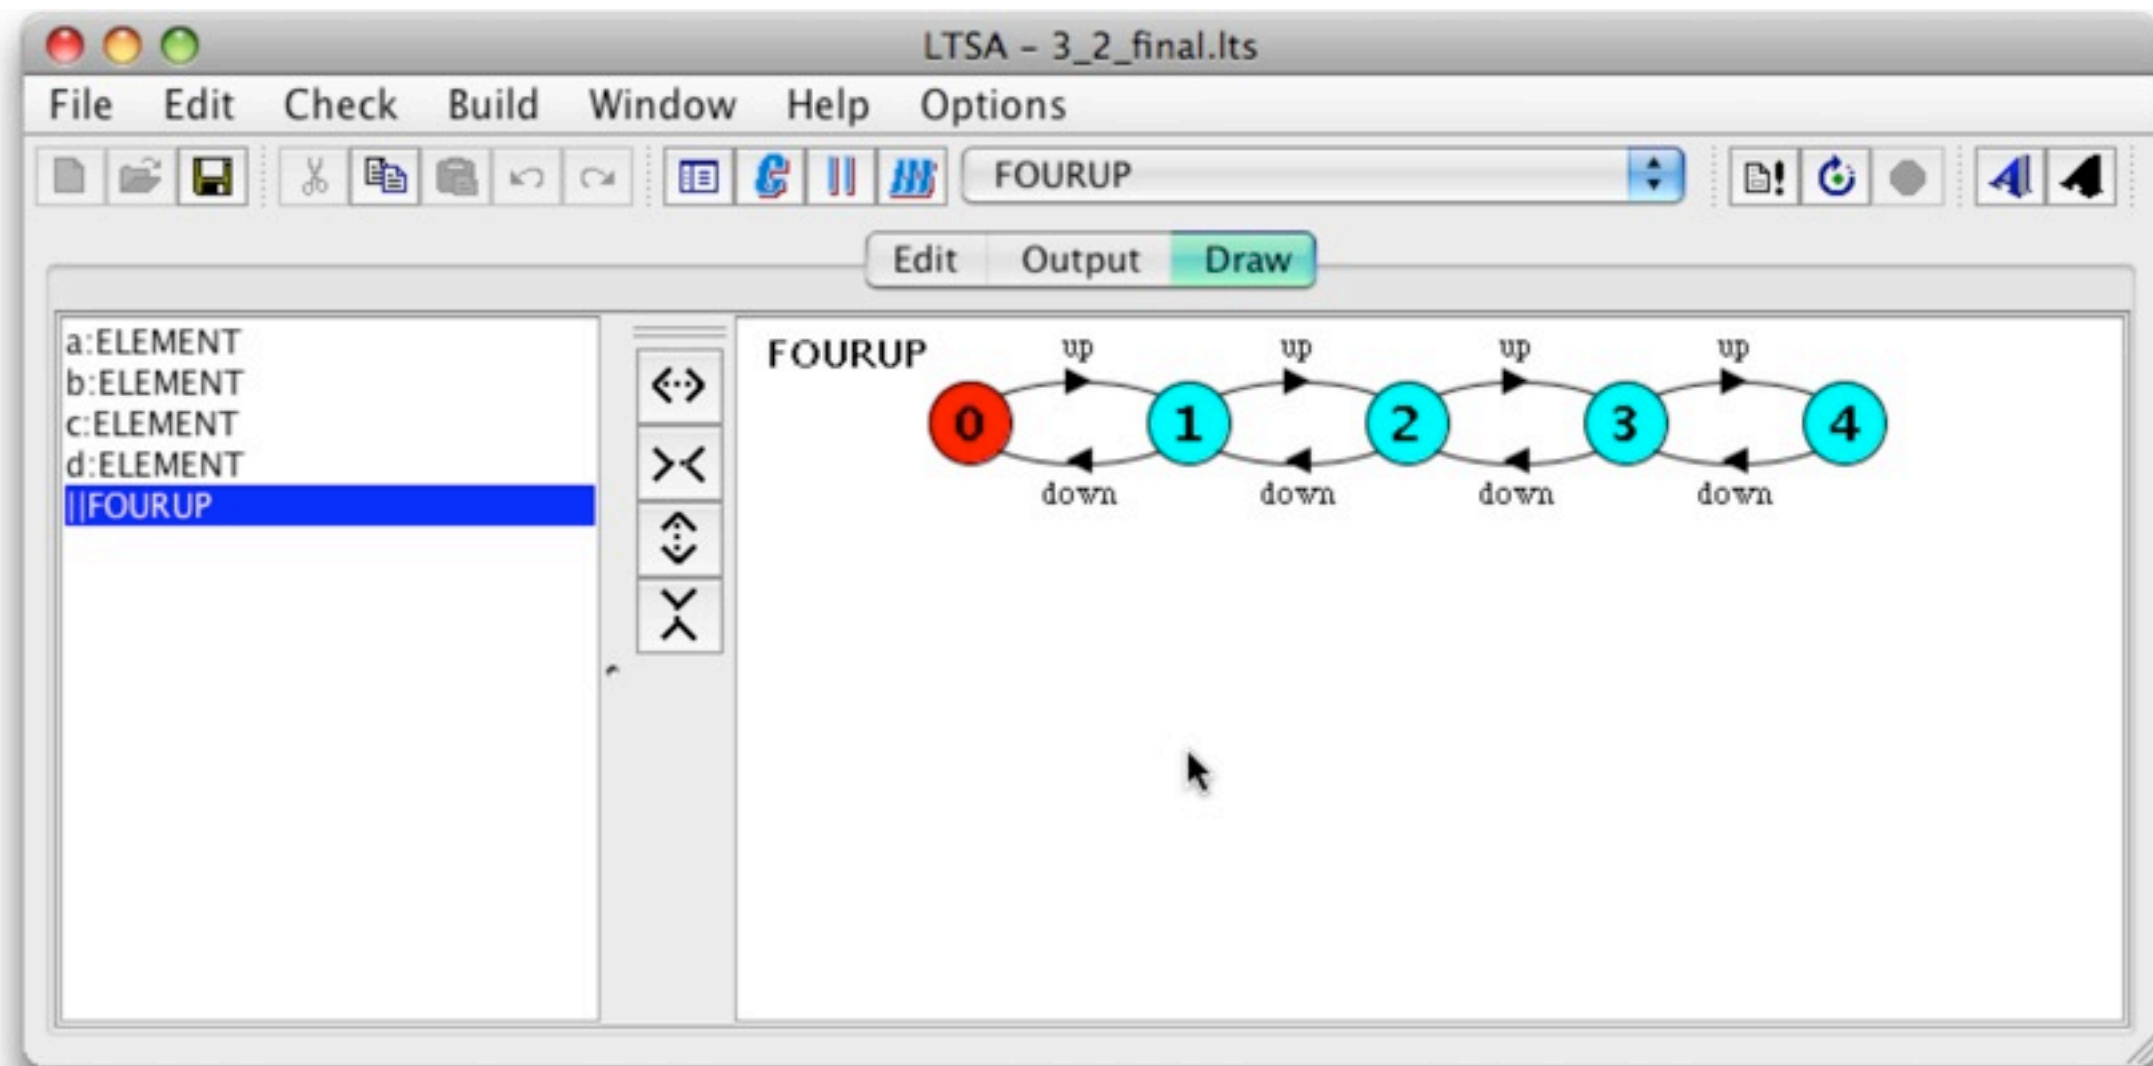 LTSA - 3_2_final.lts
File Edit Check Build Window Help Options
FOURUP
Edit Output Draw
a:ELEMENT
b:ELEMENT
c:ELEMENT
d:ELEMENT
||FOURUP
FOURUP
up up up up
0 1 2 3 4
down down down down